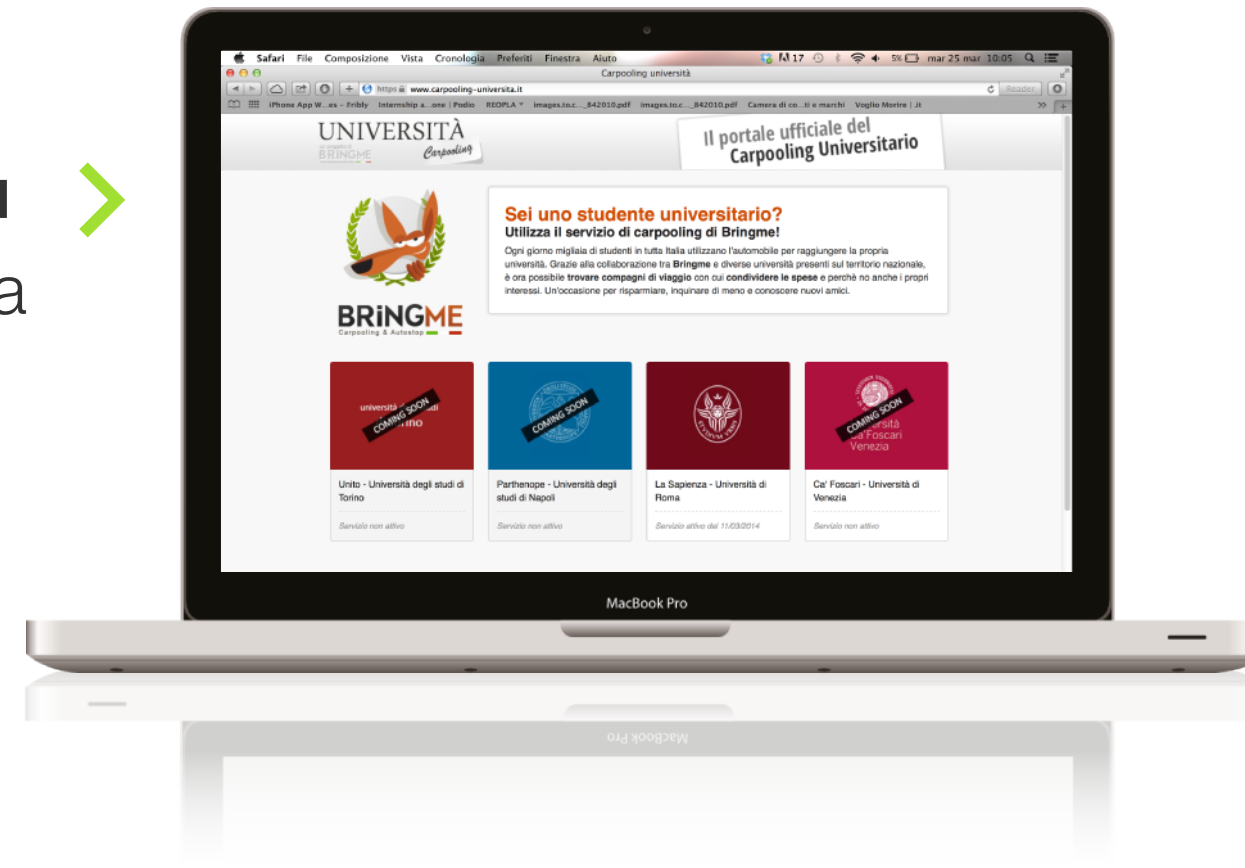 a
Safari File Composizione Vista Cronologia Preferiti Finestra Aiuto 17 5% mar 25 mar 10:05
Carpooling università
https www.carpooling-universita.it Reader
iPhone App W...es - Fribly Internship a...one | Podio REOPLA images.to.c..._842010.pdf images.to.c..._842010.pdf Camera di co...ti e marchi Voglio Morire | .it
UNIVERSITÀ
BRINGME
Carpooling
Il portale ufficiale del
Carpooling Universitario
Sei uno studente universitario?
Utilizza il servizio di carpooling di Bringme!
Ogni giorno migliaia di studenti in tutta Italia utilizzano l'automobile per raggiungere la propria
università. Grazie alla collaborazione tra Bringme e diverse università presenti sul territorio nazionale,
è ora possibile trovare compagni di viaggio con cui condividere le spese e perchè no anche i propri
interessi. Un'occasione per risparmiare, inquinare di meno e conoscere nuovi amici.
BRiNGME
Carpooling & Autostop
COMING SOON
COMING SOON
STUDIUM URBIS
COMING SOON
Ca'Foscari
Venezia
Unito - Università degli studi di
Torino
Servizio non attivo
Parthenope - Università degli
studi di Napoli
Servizio non attivo
La Sapienza - Università di
Roma
Servizio attivo dal 11/03/2014
Ca' Foscari - Università di
Venezia
Servizio non attivo
MacBook Pro
MacBook Pro